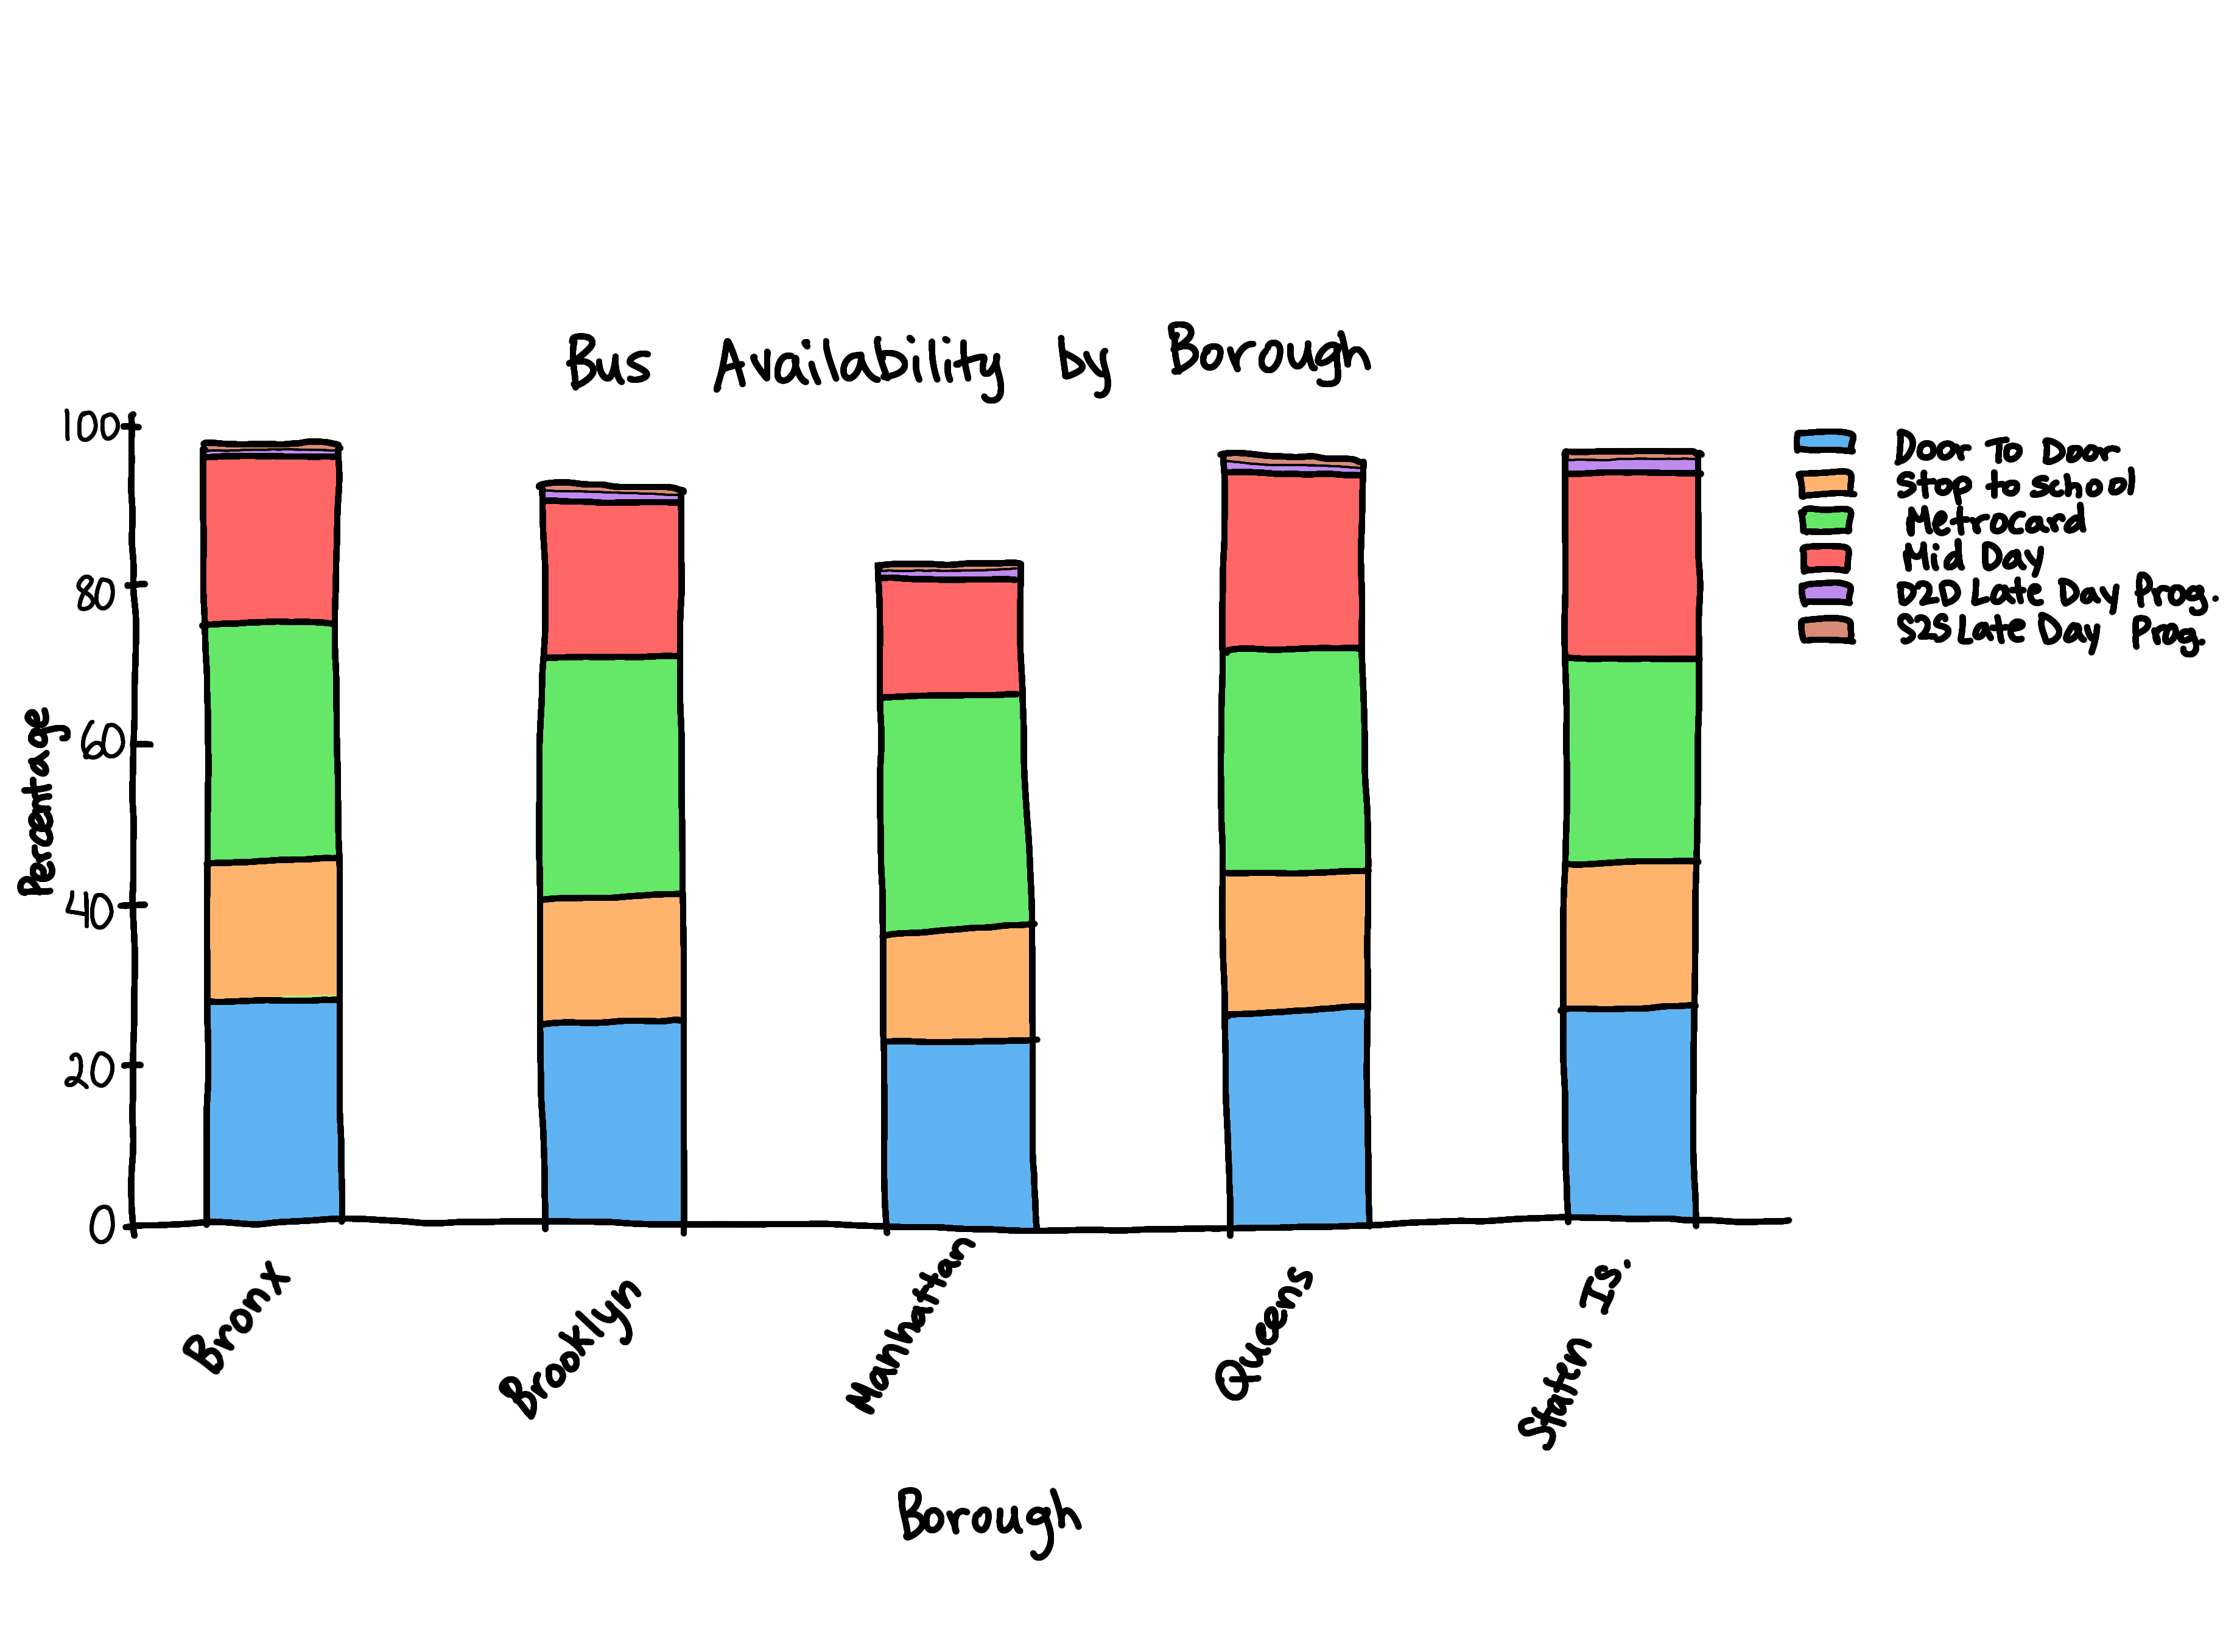 Bus Availability by Borough
Percentage
100
80
60
40
20
0
Door To Door
Stop to school
Metrocard
Mid Day
D2D Late Day Prog.
S2S Late Day Prog.
Bronx
Brooklyn
Manhattan
Queens
Staten Is.
Borough